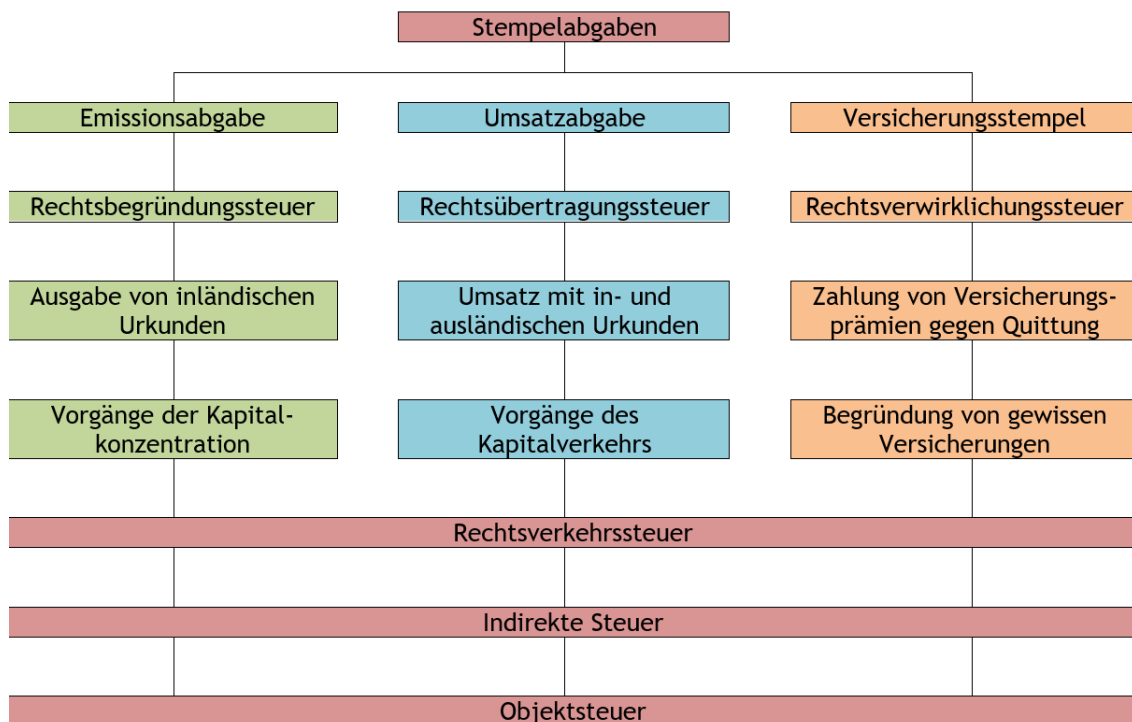 Stempelabgaben
Emissionsabgabe
Umsatzabgabe
Versicherungsstempel
Rechtsbegründungssteuer
Rechtsübertragungssteuer
Rechtsverwirklichungssteuer
Ausgabe von inländischen
Urkunden
Umsatz mit in- und
ausländischen Urkunden
Zahlung von Versicherungs-
prämien gegen Quittung
Vorgänge der Kapital-
konzentration
Vorgänge des
Kapitalverkehrs
Begründung von gewissen
Versicherungen
Rechtsverkehrssteuer
Indirekte Steuer
Objektsteuer